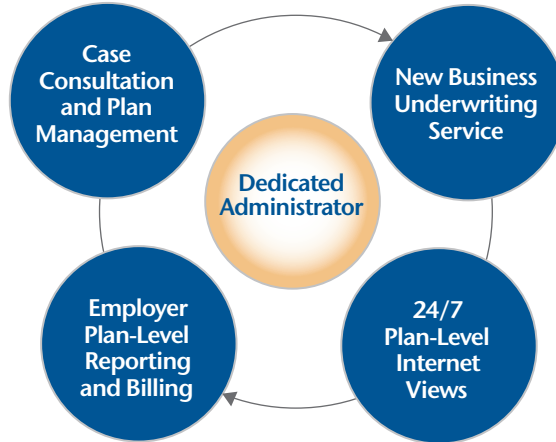 Case
Consultation
and Plan
Management
New Business
Underwriting
Service
Dedicated
Administrator
Employer
Plan-Level
Reporting
and Billing
24/7
Plan-Level
Internet
Views